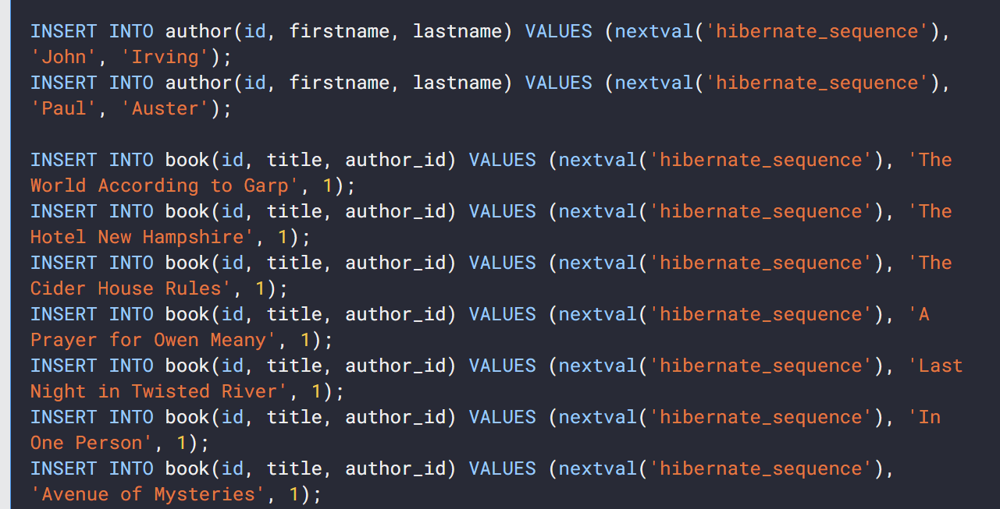 INSERT INTO author(id, firstname, lastname) VALUES (nextval('hibernate_sequence'),
'John', 'Irving');
INSERT INTO author(id, firstname, lastname) VALUES (nextval('hibernate_sequence'),
'Paul', 'Auster');
INSERT INTO book(id, title, author_id) VALUES (nextval('hibernate_sequence'), 'The
World According to Garp', 1);
INSERT INTO book(id, title, author_id) VALUES (nextval('hibernate_sequence'), 'The
Hotel New Hampshire', 1);
INSERT INTO book(id, title, author_id) VALUES (nextval('hibernate_sequence'), 'The
Cider House Rules', 1);
INSERT INTO book(id, title, author_id) VALUES (nextval('hibernate_sequence'), 'A
Prayer for Owen Meany', 1);
INSERT INTO book(id, title, author_id) VALUES (nextval('hibernate_sequence'), 'Last
Night in Twisted River', 1);
INSERT INTO book(id, title, author_id) VALUES (nextval('hibernate_sequence'), 'In
One Person', 1);
INSERT INTO book(id, title, author_id) VALUES (nextval('hibernate_sequence'),
'Avenue of Mysteries', 1);